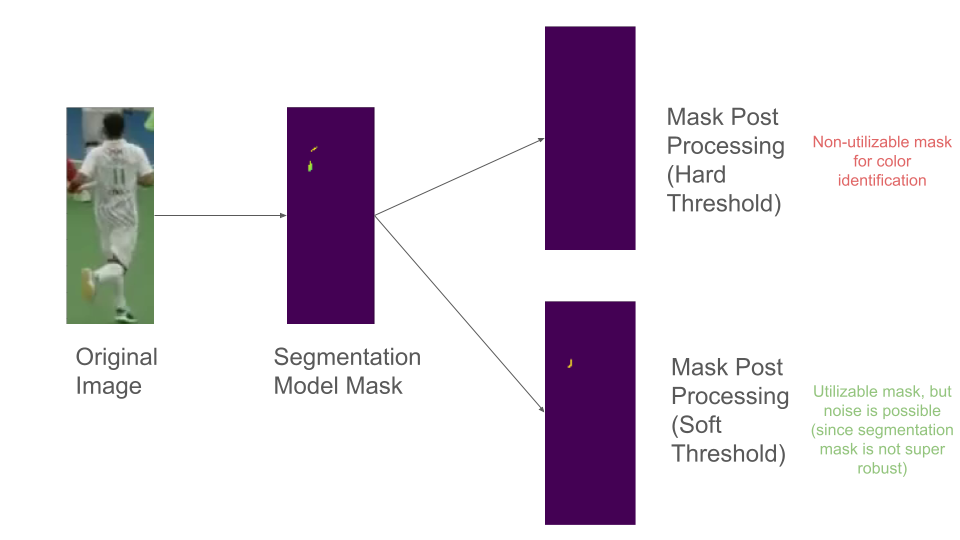 Original
Image
11
Segmentation
Model Mask
Mask Post
Processing
(Hard
Threshold)
Non-utilizable mask
for color
identification
Mask Post
Processing
(Soft
Threshold)
Utilizable mask, but
noise is possible
(since segmentation
mask is not super
robust)